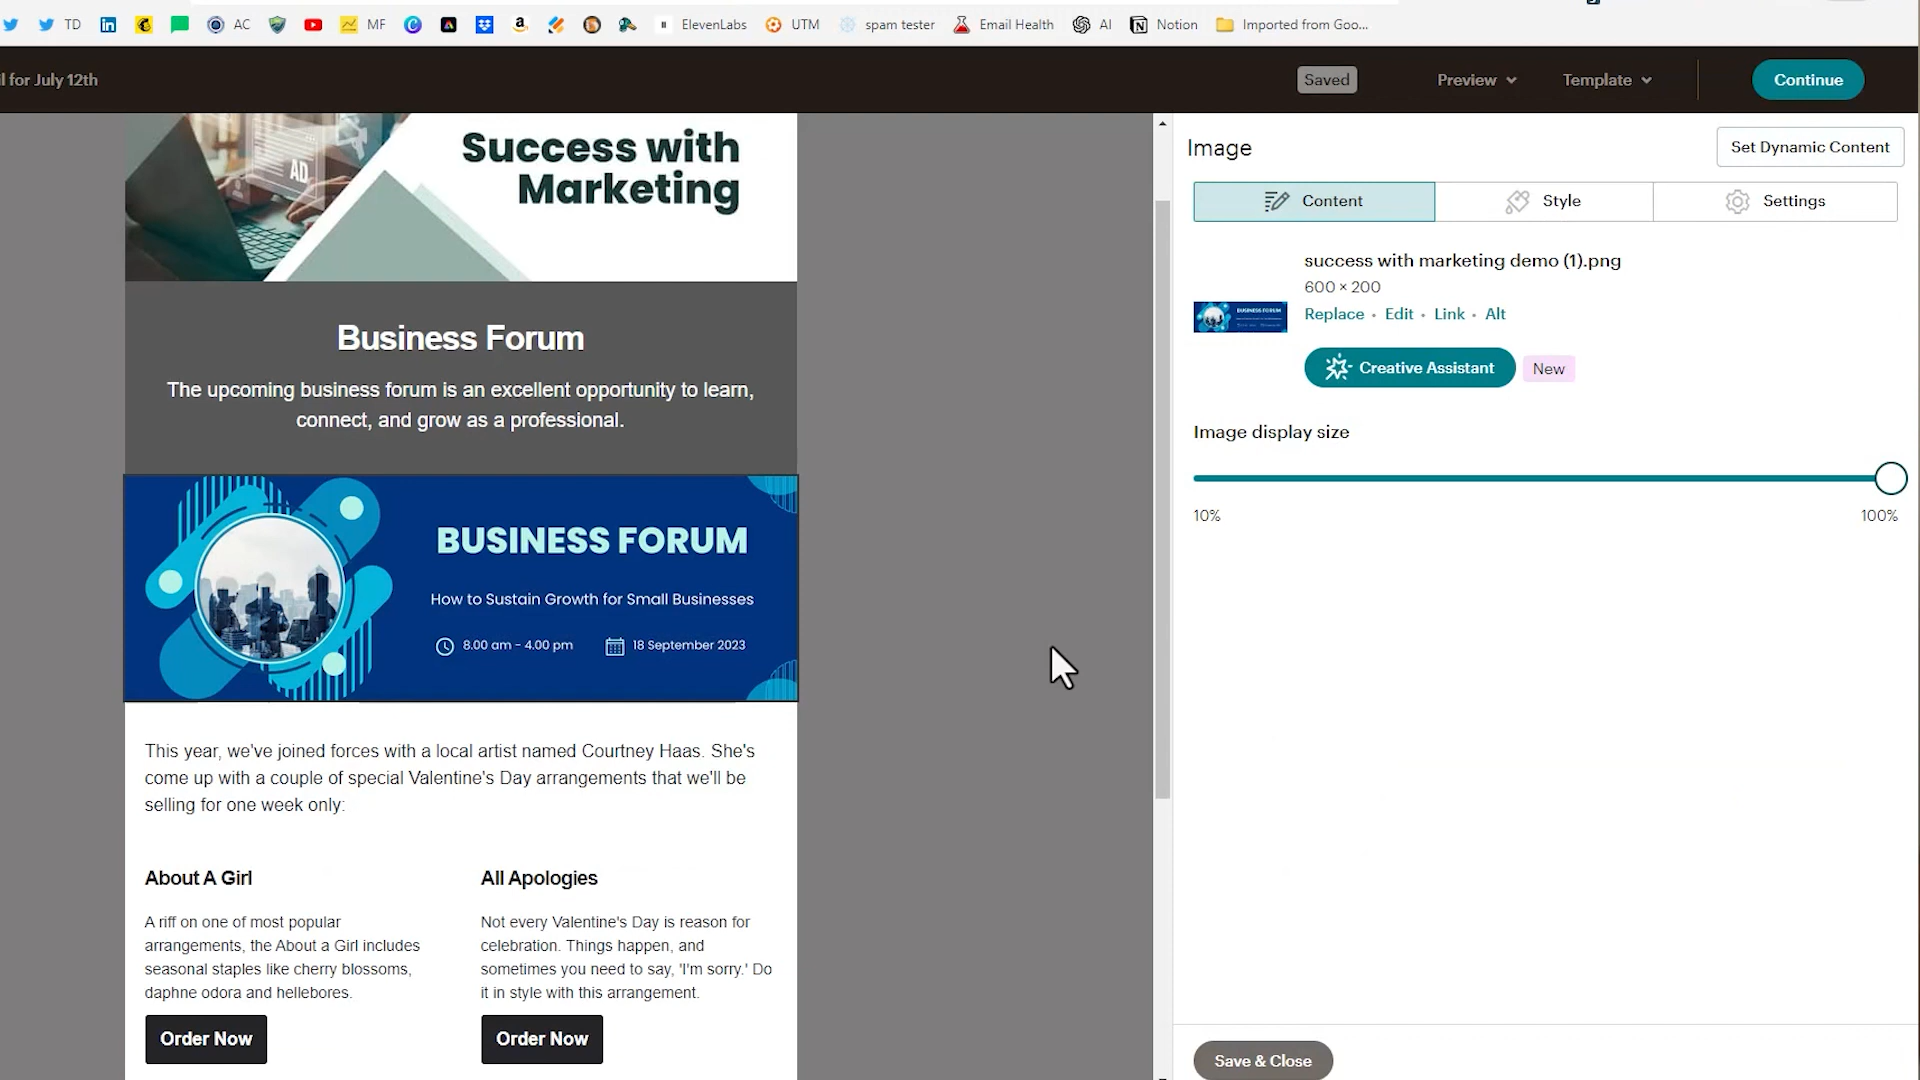 TD
AC
MF
ElevenLabs
UTM
spam tester
Email Health
AI
Notion
Imported from Goo...
l for July 12th
Saved
Preview
Template
Continue
AD
Success with
Marketing
Business Forum
The upcoming business forum is an excellent opportunity to learn,
connect, and grow as a professional.
BUSINESS FORUM
How to Sustain Growth for Small Businesses
8.00 am - 4.00 pm
18 September 2023
This year, we've joined forces with a local artist named Courtney Haas. She's
come up with a couple of special Valentine's Day arrangements that we'll be
selling for one week only:
About A Girl
A riff on one of most popular
arrangements, the About a Girl includes
seasonal staples like cherry blossoms,
daphne odora and hellebores.
Order Now
All Apologies
Not every Valentine's Day is reason for
celebration. Things happen, and
sometimes you need to say, 'I'm sorry.' Do
it in style with this arrangement.
Order Now
Image
Set Dynamic Content
Content
Style
Settings
BUSINESS FORUM
success with marketing demo (1).png
600 × 200
Replace • Edit • Link • Alt
Creative Assistant
New
Image display size
10%
100%
Save & Close